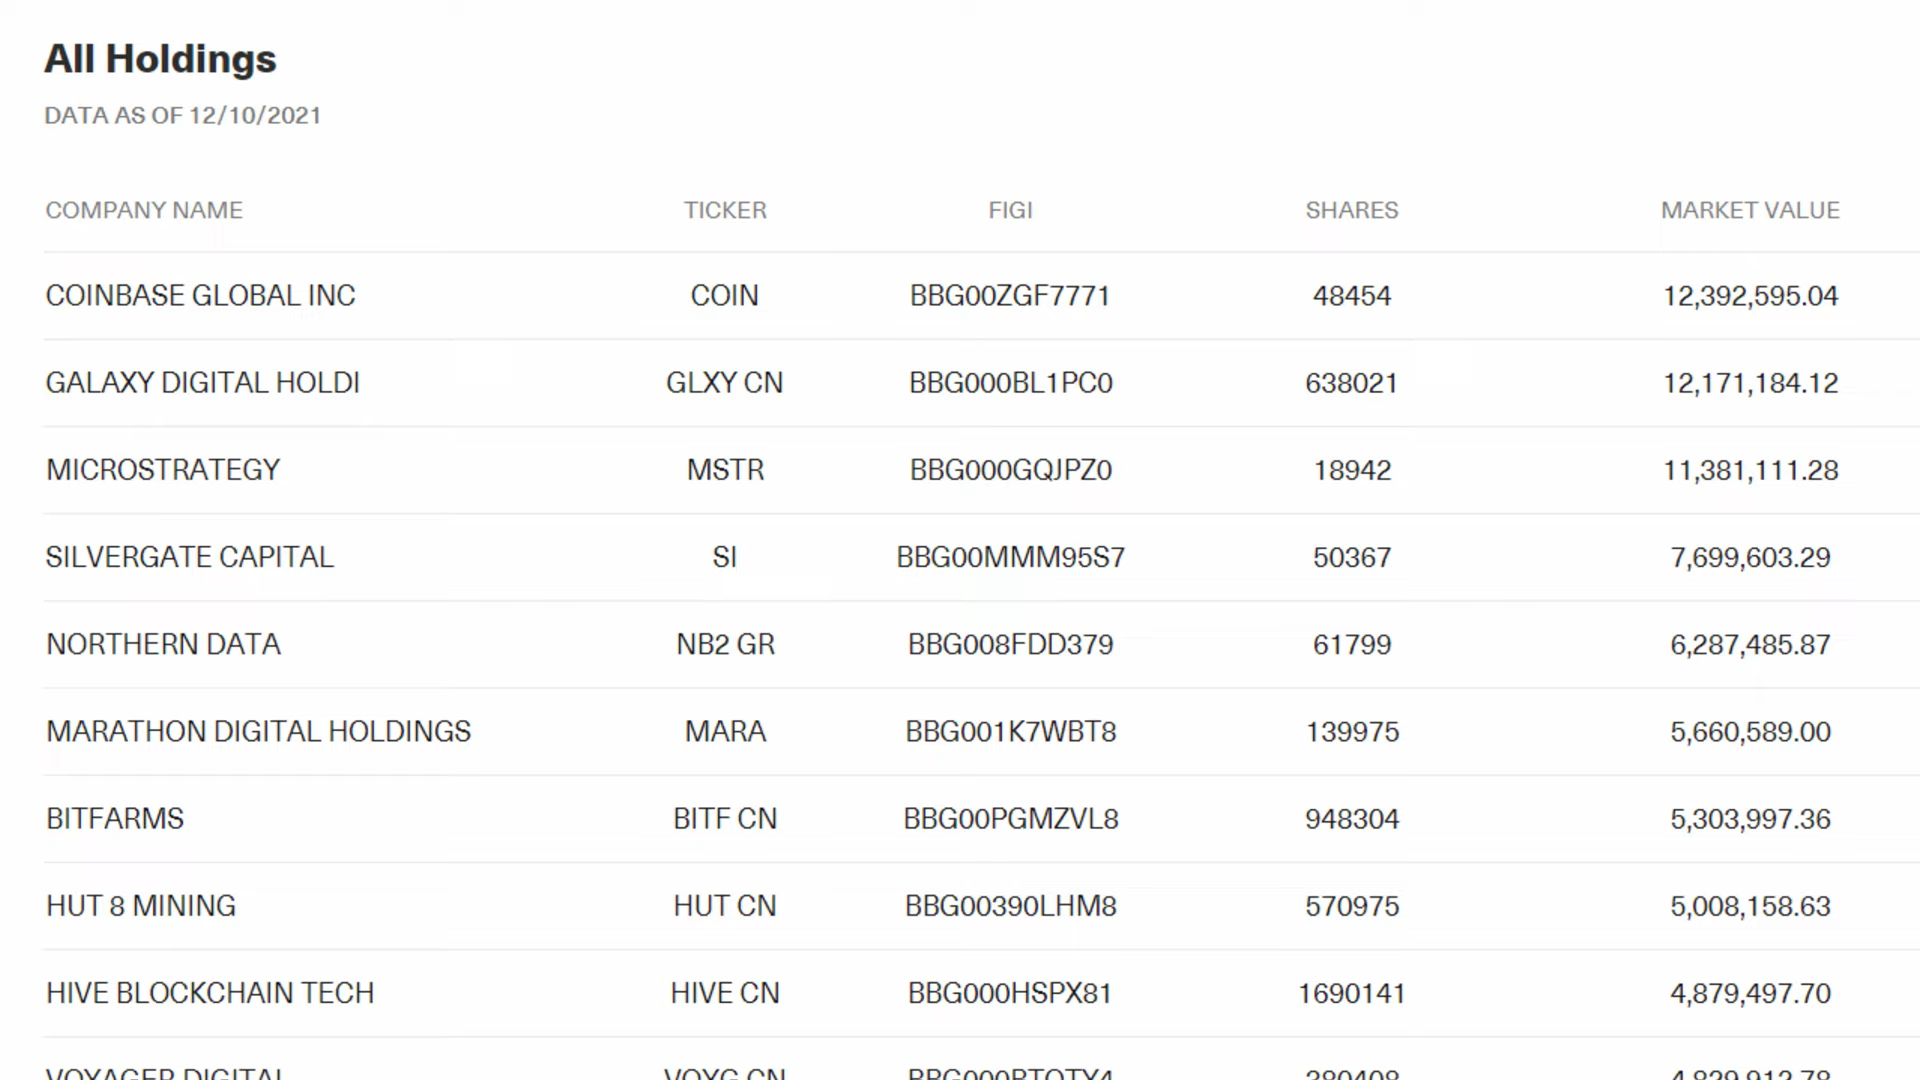 All Holdings
DATA AS OF 12/10/2021
COMPANY NAME TICKER FIGI SHARES MARKET VALUE
COINBASE GLOBAL INC COIN BBG00ZGF7771 48454 12,392,595.04
GALAXY DIGITAL HOLDI GLXY CN BBG000BL1PC0 638021 12,171,184.12
MICROSTRATEGY MSTR BBG000GQJPZ0 18942 11,381,111.28
SILVERGATE CAPITAL SI BBG00MMM95S7 50367 7,699,603.29
NORTHERN DATA NB2 GR BBG008FDD379 61799 6,287,485.87
MARATHON DIGITAL HOLDINGS MARA BBG001K7WBT8 139975 5,660,589.00
BITFARMS BITF CN BBG00PGMZVL8 948304 5,303,997.36
HUT 8 MINING HUT CN BBG00390LHM8 570975 5,008,158.63
HIVE BLOCKCHAIN TECH HIVE CN BBG000HSPX81 1690141 4,879,497.70
VOYAGER DIGITAL